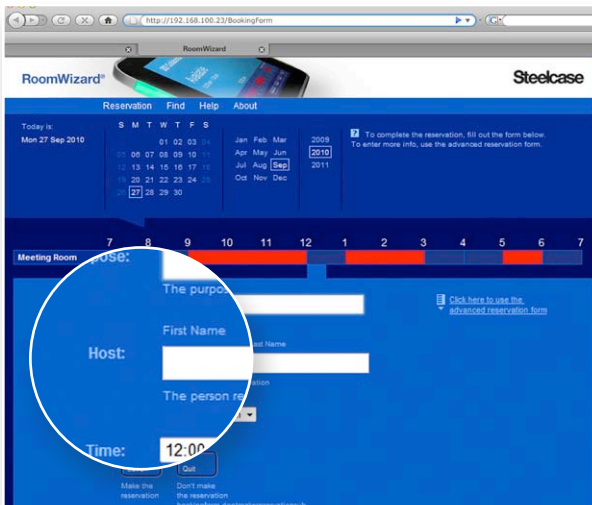 http://192.168.100.23/BookingForm
RoomWizard
RoomWizard®
Steelcase
Reservation Find Help About
Today is:
Mon 27 Sep 2010
S M T W T F S
01 02 03 04
05 06 07 08 09 10 11
12 13 14 15 16 17 18
19 20 21 22 23 24 25
26 27 28 29 30
Jan Feb Mar
Apr May Jun
Jul Aug Sep
Oct Nov Dec
2009
2010
2011
? To complete the reservation, fill out the form below.
To enter more info, use the advanced reservation form.
7 8 9 10 11 12 1 2 3 4 5 6 7
Meeting Room
pose:
The purpos
Click here to use the
advanced reservation form
First Name
Last Name
Host:
The person re
Time:
12:00
Quit
Make the
reservation
Don't make
the reservation